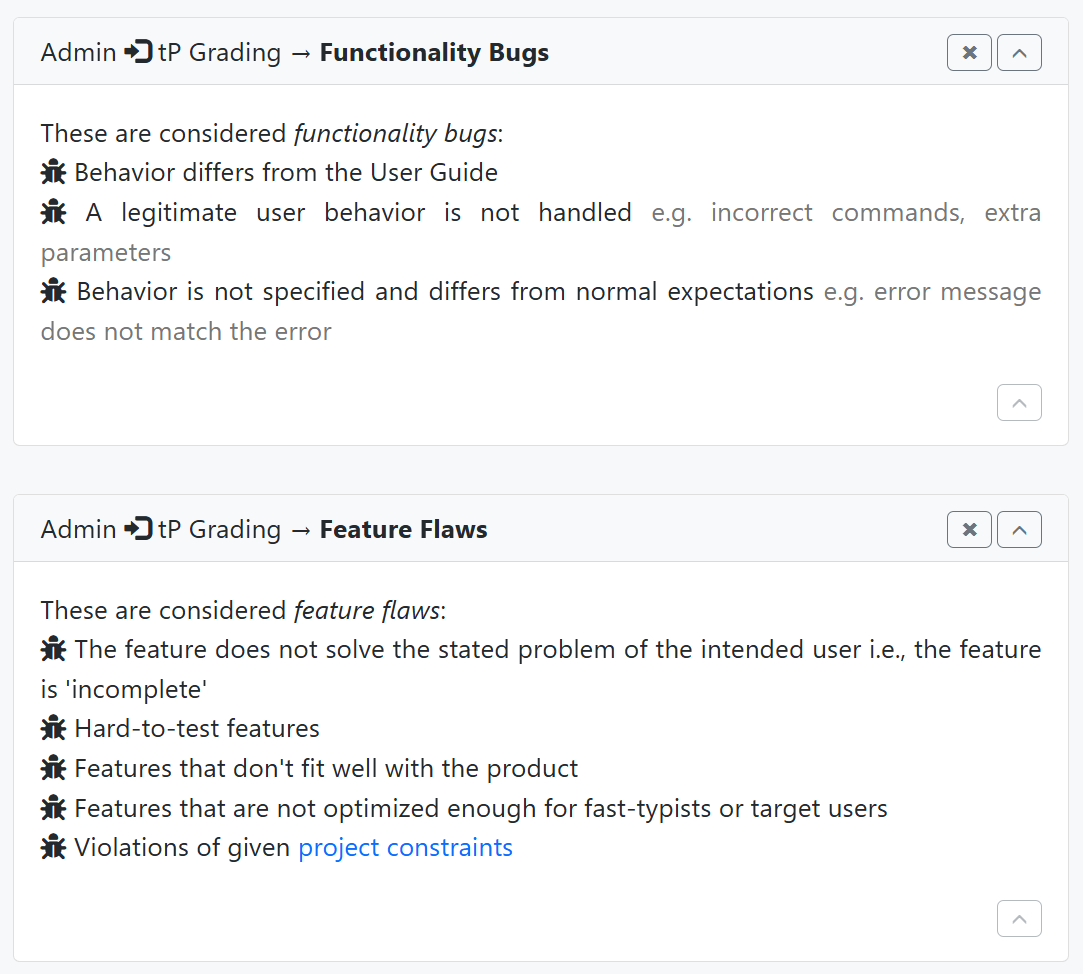 Admin tP Grading → Functionality Bugs
These are considered functionality bugs:
Behavior differs from the User Guide
A legitimate user behavior is not handled e.g. incorrect commands, extra
parameters
Behavior is not specified and differs from normal expectations e.g. error message
does not match the error
Admin tP Grading → Feature Flaws
These are considered feature flaws:
The feature does not solve the stated problem of the intended user i.e., the feature
is 'incomplete'
Hard-to-test features
Features that don't fit well with the product
Features that are not optimized enough for fast-typists or target users
Violations of given project constraints